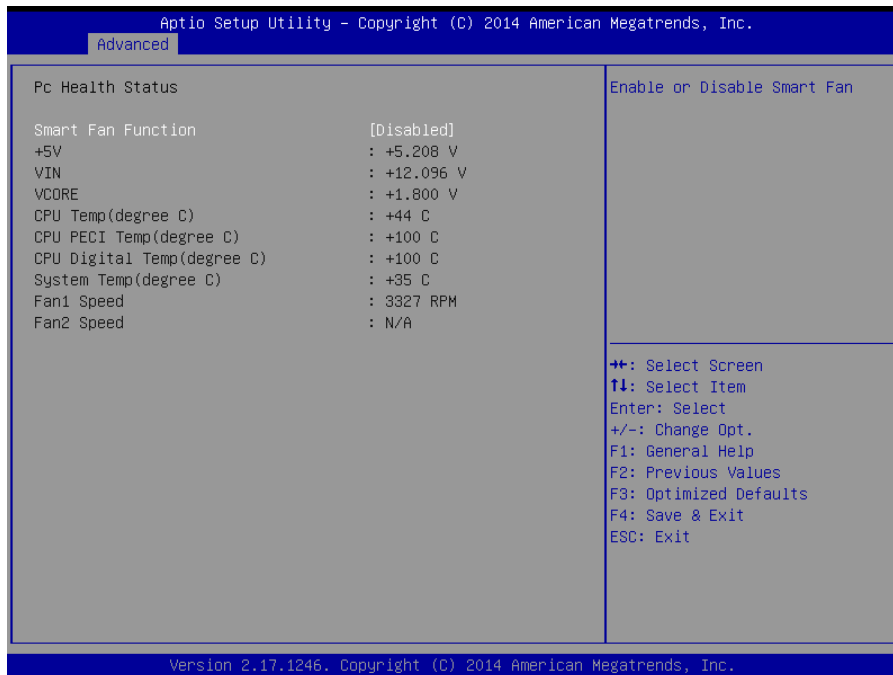 Aptio Setup Utility – Copyright (C) 2014 American Megatrends, Inc.
Advanced
Pc Health Status
Smart Fan Function [Disabled]
+5V : +5.208 V
VIN : +12.096 V
VCORE : +1.800 V
CPU Temp(degree C) : +44 C
CPU PECI Temp(degree C) : +100 C
CPU Digital Temp(degree C) : +100 C
System Temp(degree C) : +35 C
Fan1 Speed : 3327 RPM
Fan2 Speed : N/A
Enable or Disable Smart Fan
→←: Select Screen
↑↓: Select Item
Enter: Select
+/-: Change Opt.
F1: General Help
F2: Previous Values
F3: Optimized Defaults
F4: Save & Exit
ESC: Exit
Version 2.17.1246. Copyright (C) 2014 American Megatrends, Inc.